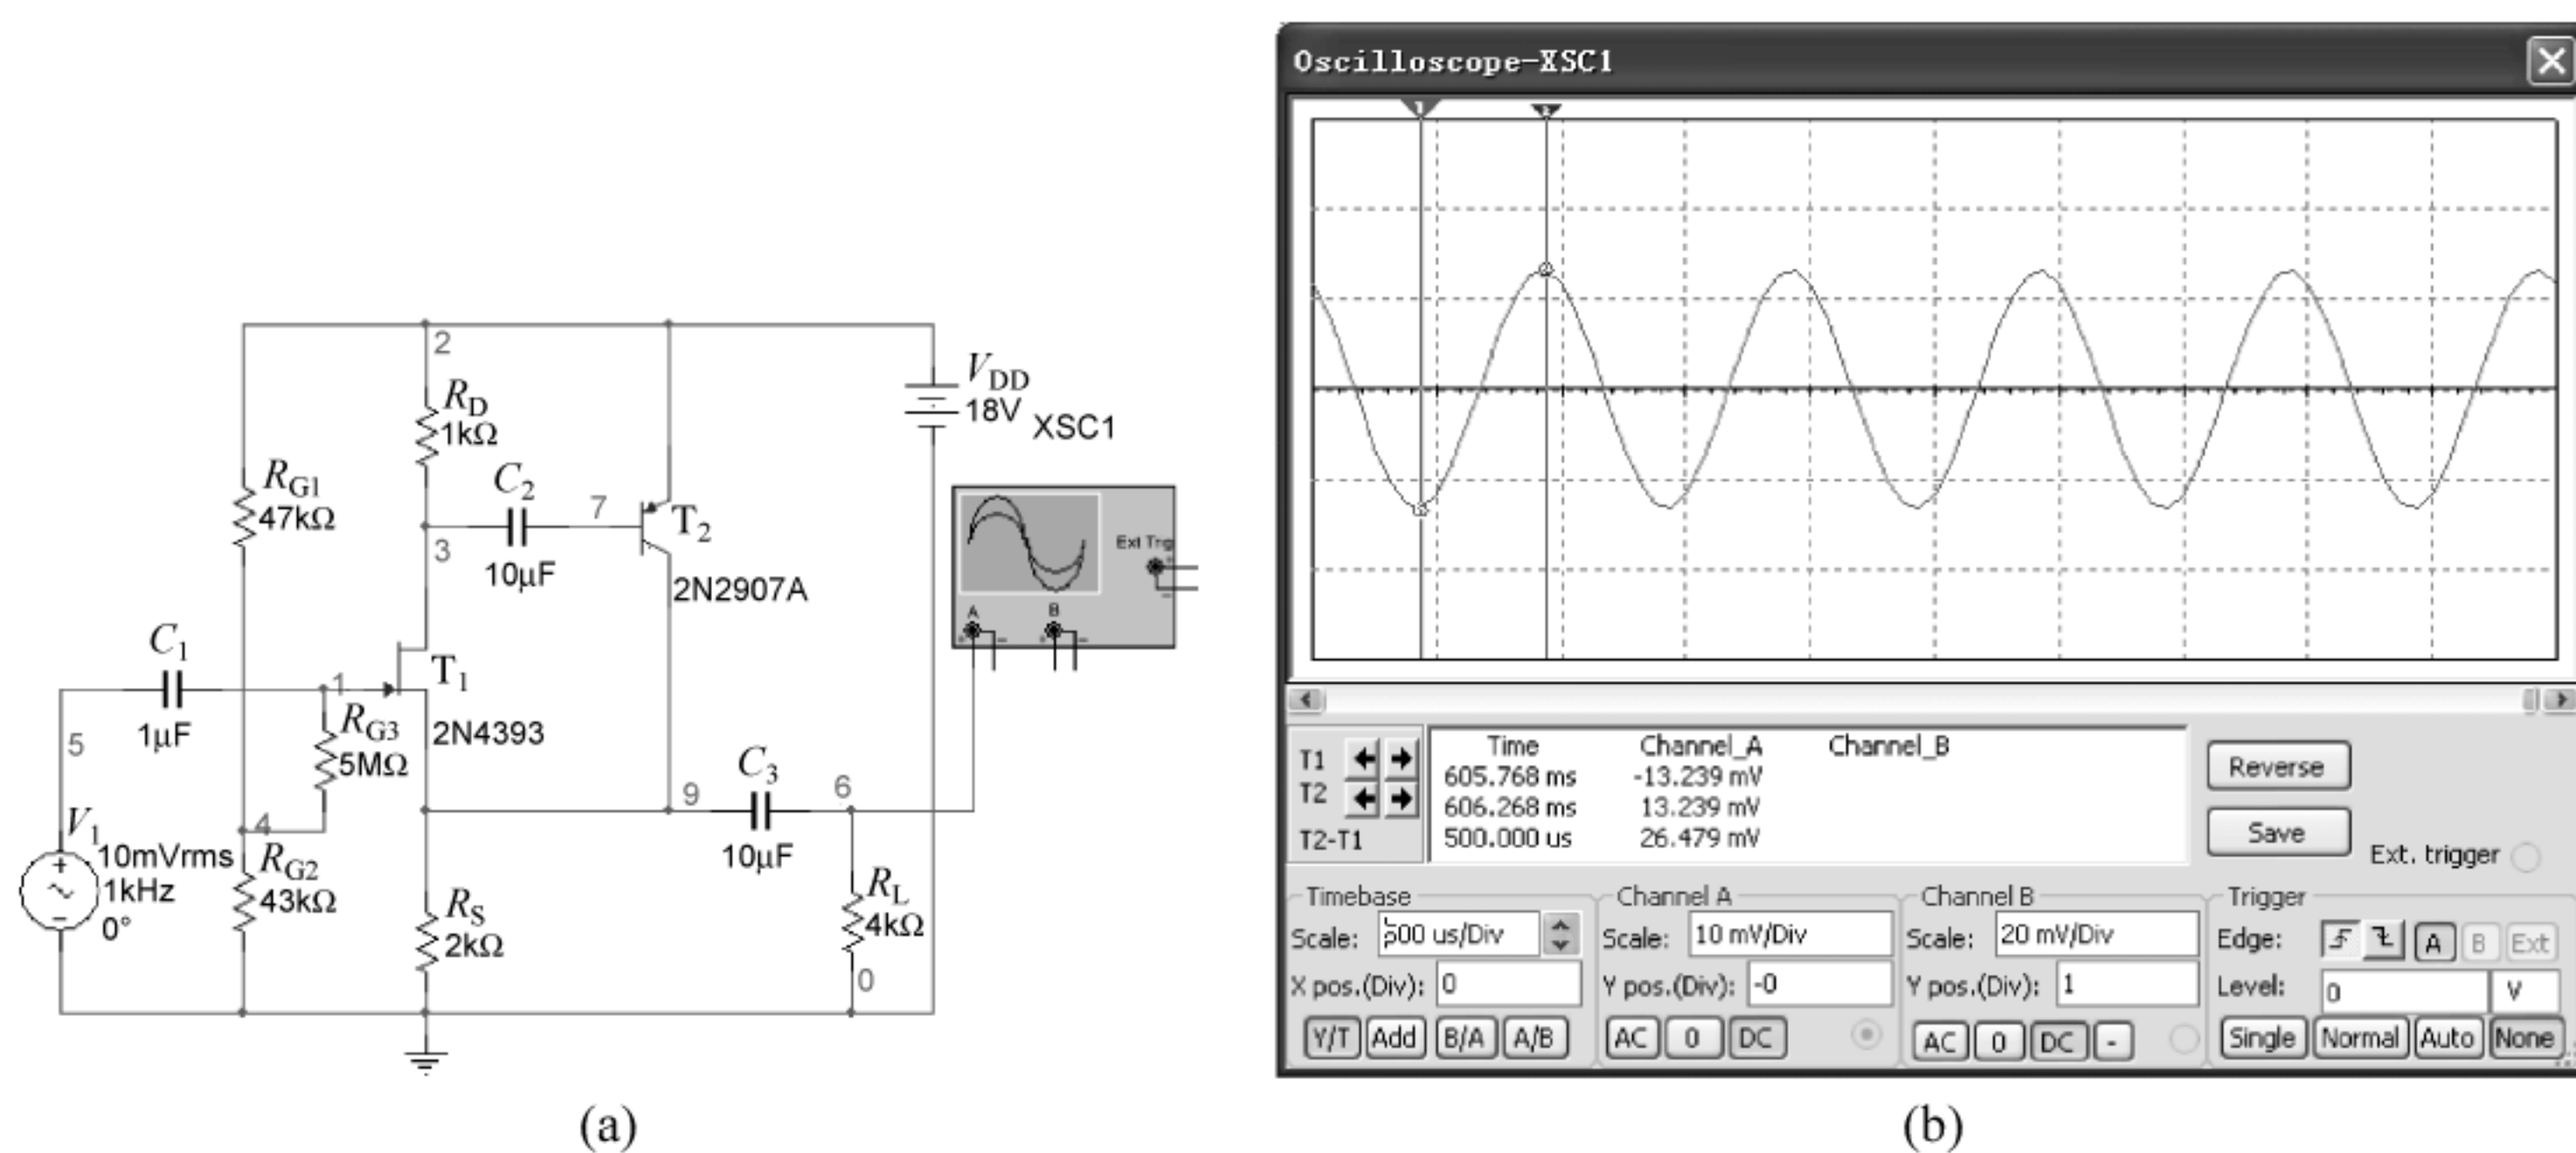 2
R_D
1kΩ
V_DD
18V
XSC1
R_G1
47kΩ
C_2
7
T_2
3
10μF
2N2907A
Ext Trg
A
B
C_1
1
T_1
1μF
R_G3
5MΩ
2N4393
5
C_3
9
6
10μF
V_1
10mVrms
1kHz
0°
4
R_G2
43kΩ
R_S
2kΩ
R_L
4kΩ
0
(a)
Oscilloscope-XSC1
1
2
Time Channel_A Channel_B
T1 605.768 ms -13.239 mV
T2 606.268 ms 13.239 mV
T2-T1 500.000 us 26.479 mV
Reverse
Save
Ext. trigger
Timebase
Scale: 500 us/Div
X pos.(Div): 0
Y/T Add B/A A/B
Channel A
Scale: 10 mV/Div
Y pos.(Div): -0
AC 0 DC
Channel B
Scale: 20 mV/Div
Y pos.(Div): 1
AC 0 DC -
Trigger
Edge: A B Ext
Level: 0 V
Single Normal Auto None
(b)